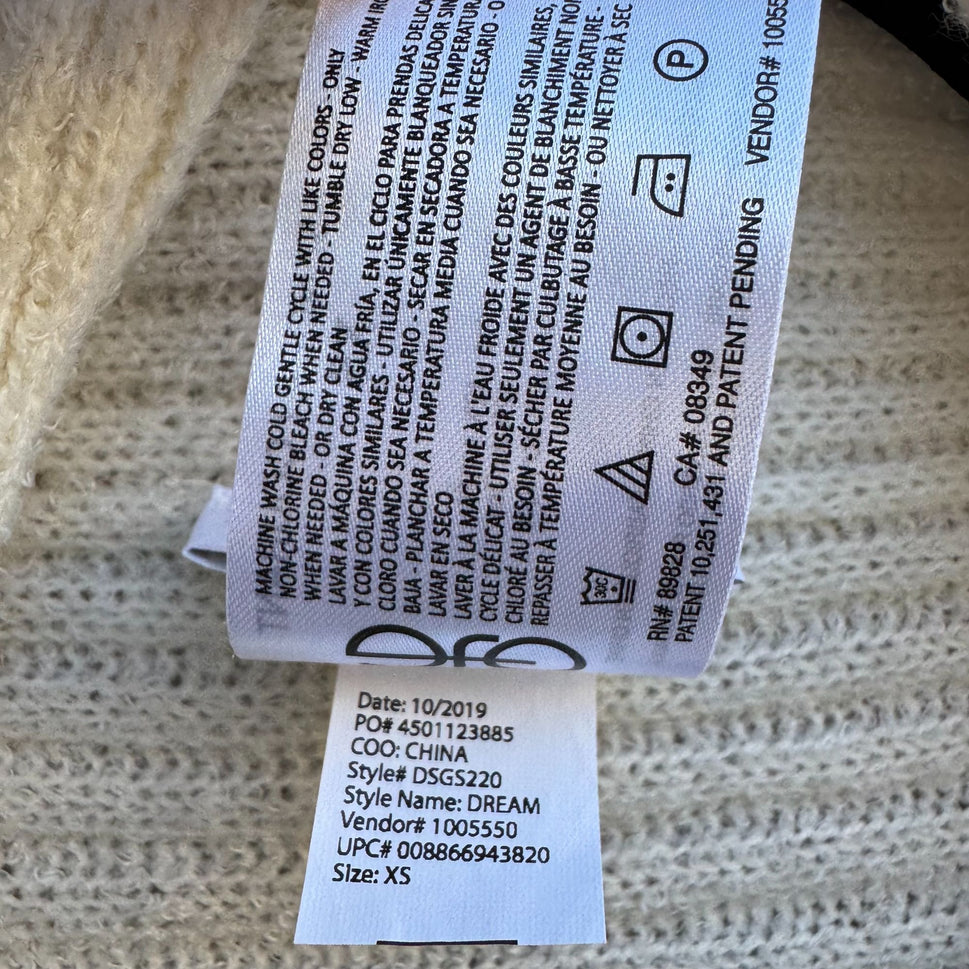 MACHINE WASH COLD GENTLE CYCLE WITH LIKE COLORS - ONLY
NON-CHLORINE BLEACH WHEN NEEDED - TUMBLE DRY LOW - WARM
WHEN NEEDED - OR DRY CLEAN
LAVAR A MÁQUINA CON AGUA FRÍA, EN EL CICLO PARA PRENDAS
Y CON COLORES SIMILARES - UTILIZAR ÚNICAMENTE BLANQUEADOR
CLORO CUANDO SEA NECESARIO - SECAR EN SECADORA A TEMPERATURA
BAJA - PLANCHAR A TEMPERATURA MEDIA CUANDO SEA NECESARIO - O
LAVAR EN SECO
LAVER À LA MACHINE À L'EAU FROIDE AVEC DES COULEURS SIMILAIRES,
CYCLE DÉLICAT - UTILISER SEULEMENT UN AGENT DE BLANCHIMENT
CHLORÉ AU BESOIN - SÉCHER PAR CULBUTAGE À BASSE TEMPÉRATURE -
REPASSER À TEMPÉRATURE MOYENNE AU BESOIN - OU NETTOYER À SEC
30C
P
RN# 89828 CA# 08349
PATENT 10,251,431 AND PATENT PENDING VENDOR#
Date: 10/2019
PO# 4501123885
COO: CHINA
Style# DSGS220
Style Name: DREAM
Vendor# 1005550
UPC# 008866943820
Size: XS